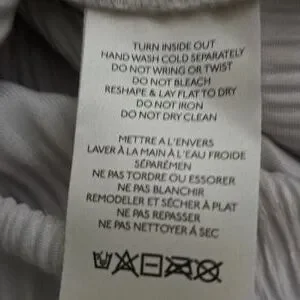 TURN INSIDE OUT
HAND WASH COLD SEPARATELY
DO NOT WRING OR TWIST
DO NOT BLEACH
RESHAPE & LAY FLAT TO DRY
DO NOT IRON
DO NOT DRY CLEAN
METTRE A L'ENVERS
LAVER À LA MAIN À L'EAU FROIDE
SÉPARÉMEN
NE PAS TORDRE OU ESSORER
NE PAS BLANCHIR
REMODELER ET SÉCHER À PLAT
NE PAS REPASSER
NE PAS NETTOYER À SEC